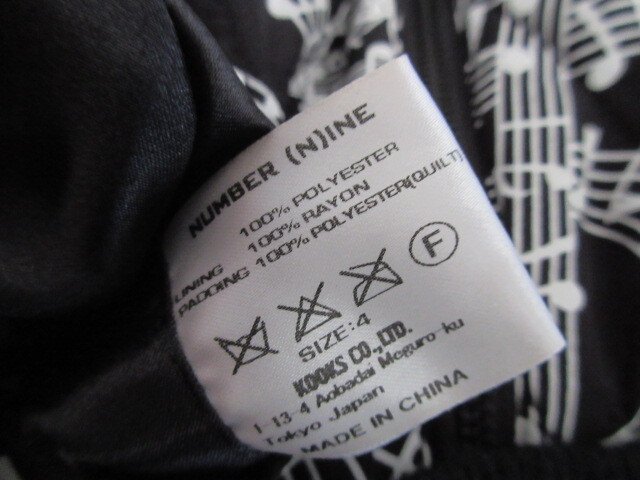 NUMBER (N)INE
100% POLYESTER
LINING 100% RAYON
PADDING 100% POLYESTER(QUILT)
F
SIZE:4
KOOKS CO.,LTD.
1-13-4 Aobadai Meguro-ku
Tokyo Japan
MADE IN CHINA